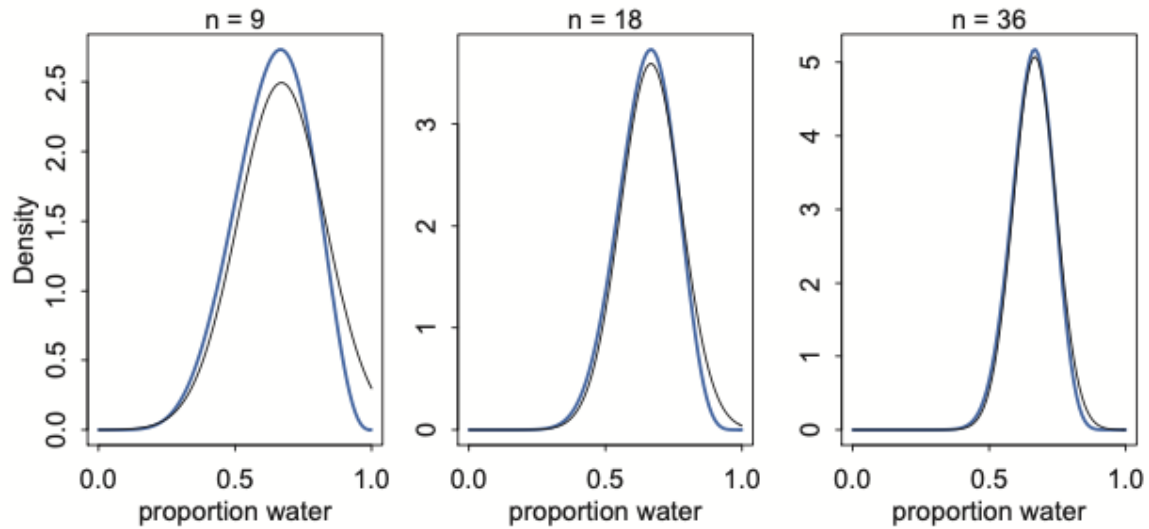 n = 9
n = 18
n = 36
Density
0.0 0.5 1.0 1.5 2.0 2.5
0 1 2 3
0 1 2 3 4 5
0.0 0.5 1.0
0.0 0.5 1.0
0.0 0.5 1.0
proportion water
proportion water
proportion water